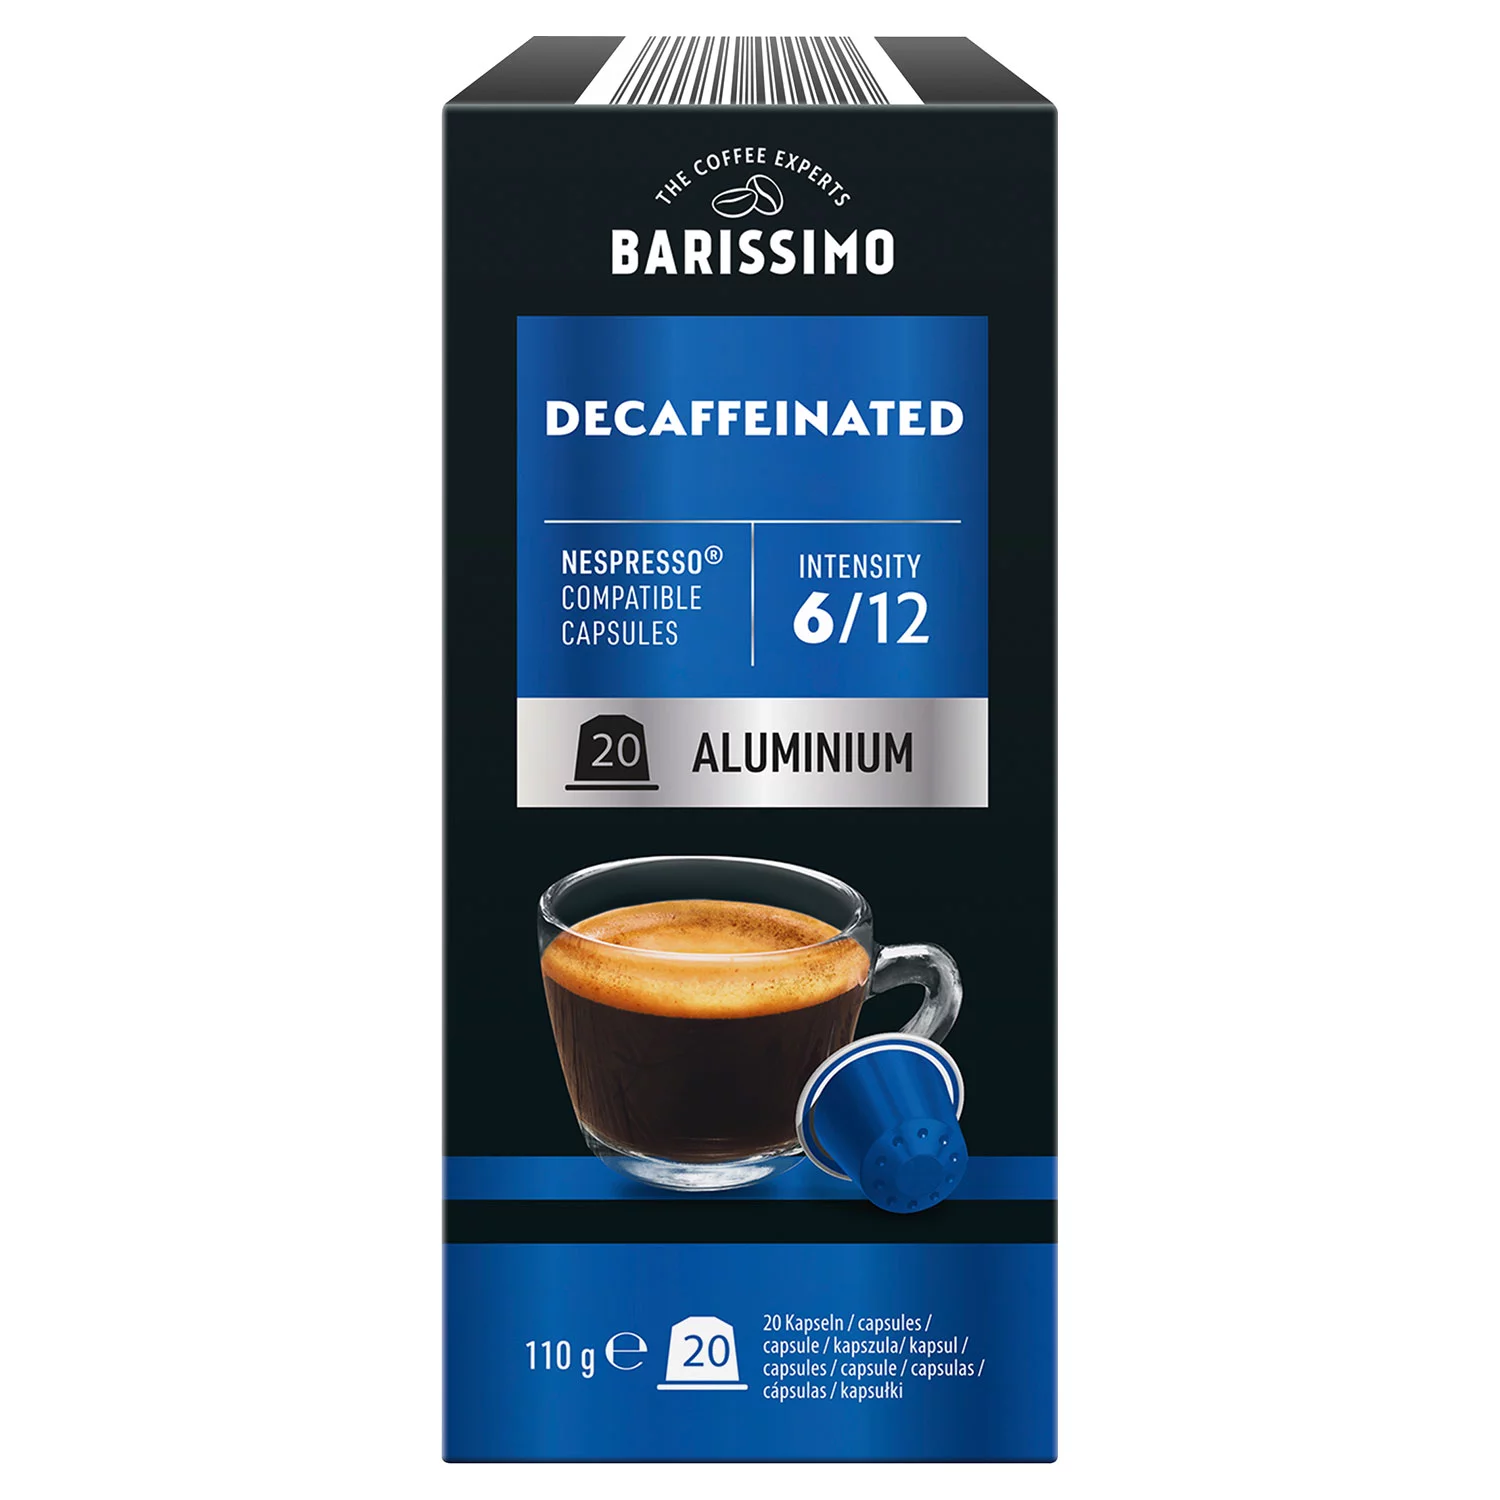 THE COFFEE EXPERTS
BARISSIMO
DECAFFEINATED
NESPRESSO®
COMPATIBLE
CAPSULES
INTENSITY
6/12
20
ALUMINIUM
110 g ℮
20
20 Kapseln / capsules /
capsule / kapszula/ kapsul /
capsules / capsule / capsulas /
cápsulas / kapsułki